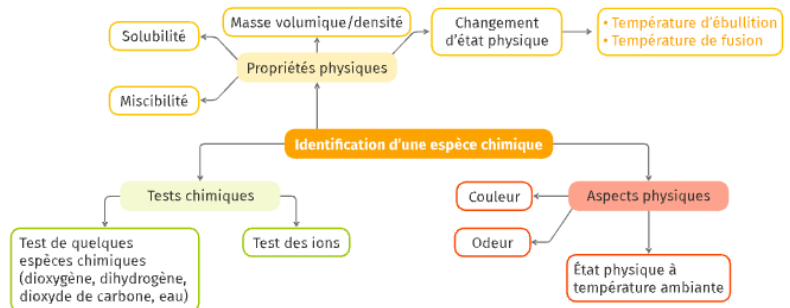 Solubilité
Masse volumique/densité
Changement
d'état physique
• Température d'ébullition
• Température de fusion
Propriétés physiques
Miscibilité
Identification d'une espèce chimique
Tests chimiques
Couleur
Aspects physiques
Test de quelques
espèces chimiques
(dioxygène, dihydrogène,
dioxyde de carbone, eau)
Test des ions
Odeur
État physique à
température ambiante